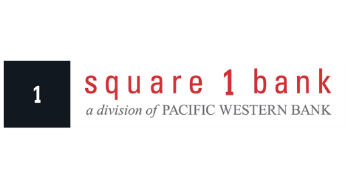 1
square 1 bank
a division of PACIFIC WESTERN BANK